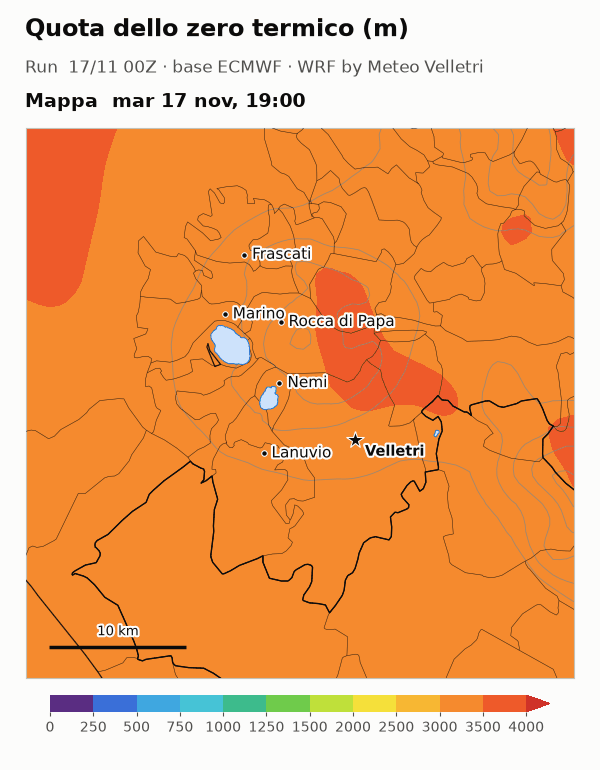 Quota dello zero termico (m)
Run  17/11 00Z · base ECMWF · WRF by Meteo Velletri
Mappa  mar 17 nov, 19:00
Frascati
Marino
Rocca di Papa
Nemi
Velletri
Lanuvio
10 km
0 250 500 750 1000 1250 1500 2000 2500 3000 3500 4000